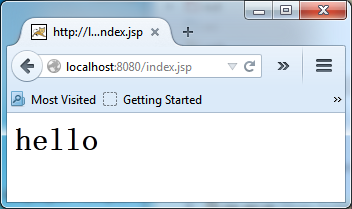 http://l...ndex.jsp
localhost:8080/index.jsp
Most Visited Getting Started
hello